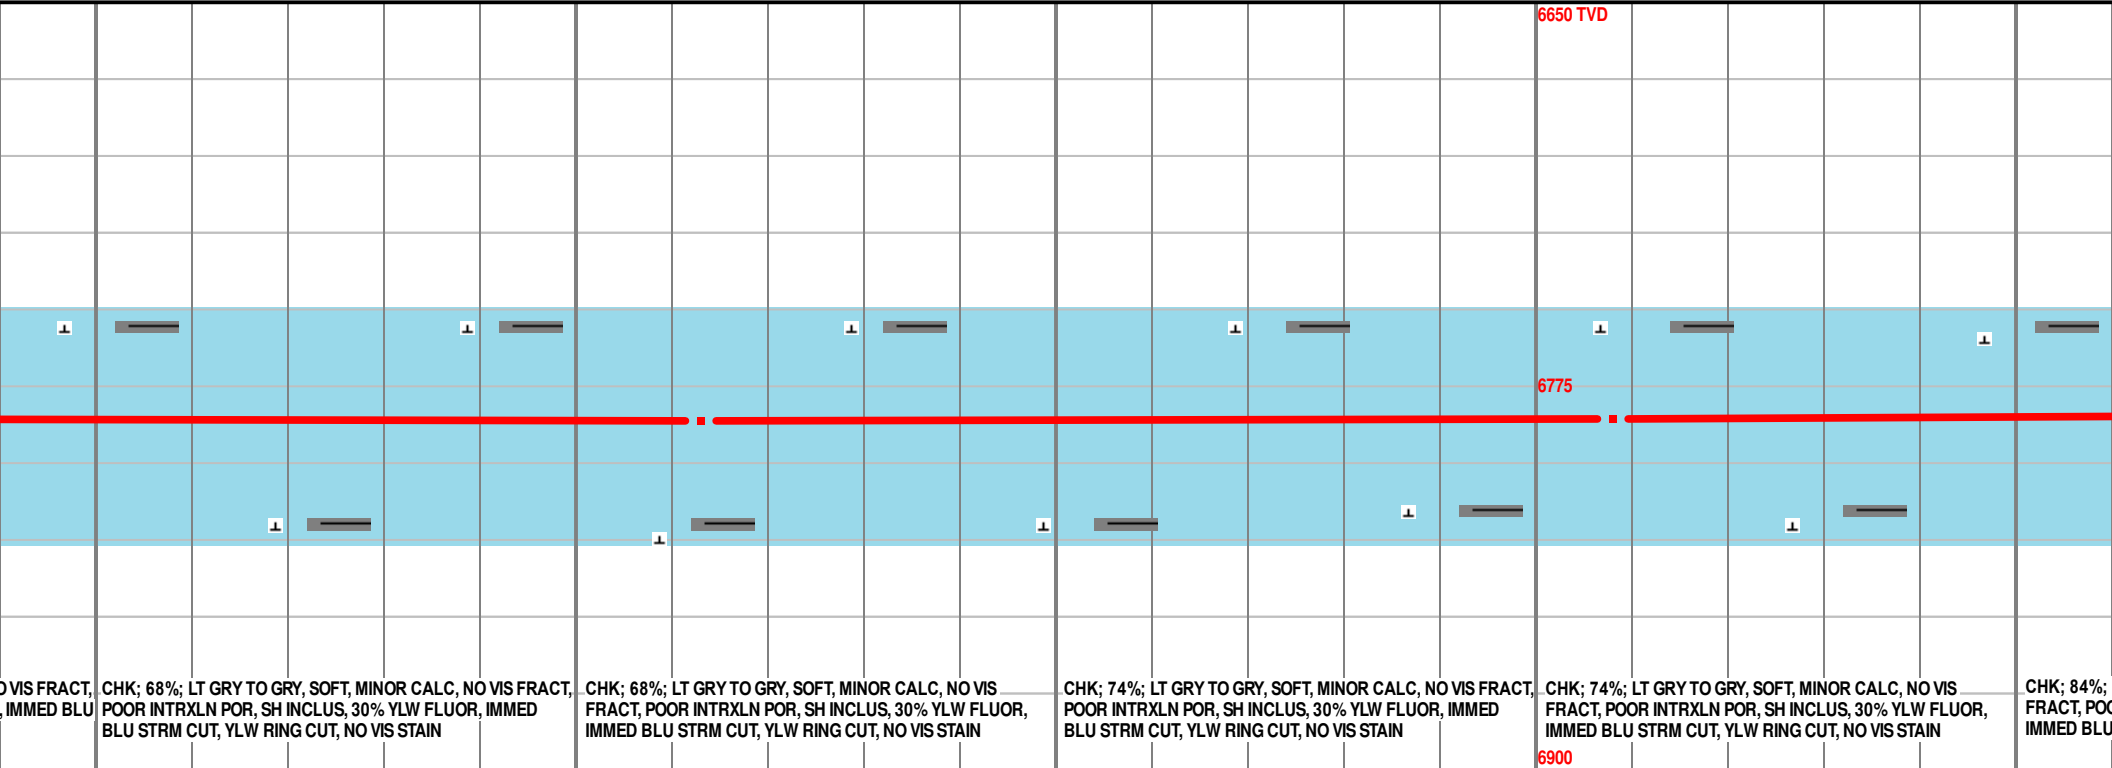 6650 TVD
6775
O VIS FRACT,
, IMMED BLU
CHK; 68%; LT GRY TO GRY, SOFT, MINOR CALC, NO VIS FRACT,
POOR INTRXLN POR, SH INCLUS, 30% YLW FLUOR, IMMED
BLU STRM CUT, YLW RING CUT, NO VIS STAIN
CHK; 68%; LT GRY TO GRY, SOFT, MINOR CALC, NO VIS
FRACT, POOR INTRXLN POR, SH INCLUS, 30% YLW FLUOR,
IMMED BLU STRM CUT, YLW RING CUT, NO VIS STAIN
CHK; 74%; LT GRY TO GRY, SOFT, MINOR CALC, NO VIS FRACT,
POOR INTRXLN POR, SH INCLUS, 30% YLW FLUOR, IMMED
BLU STRM CUT, YLW RING CUT, NO VIS STAIN
CHK; 74%; LT GRY TO GRY, SOFT, MINOR CALC, NO VIS
FRACT, POOR INTRXLN POR, SH INCLUS, 30% YLW FLUOR,
IMMED BLU STRM CUT, YLW RING CUT, NO VIS STAIN
CHK; 84%;
FRACT, POO
IMMED BLU
6900